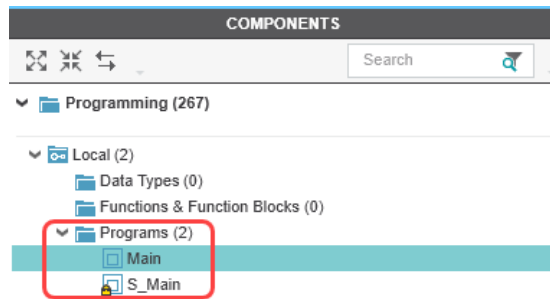 COMPONENTS
Search
Programming (267)
Local (2)
Data Types (0)
Functions & Function Blocks (0)
Programs (2)
Main
S_Main